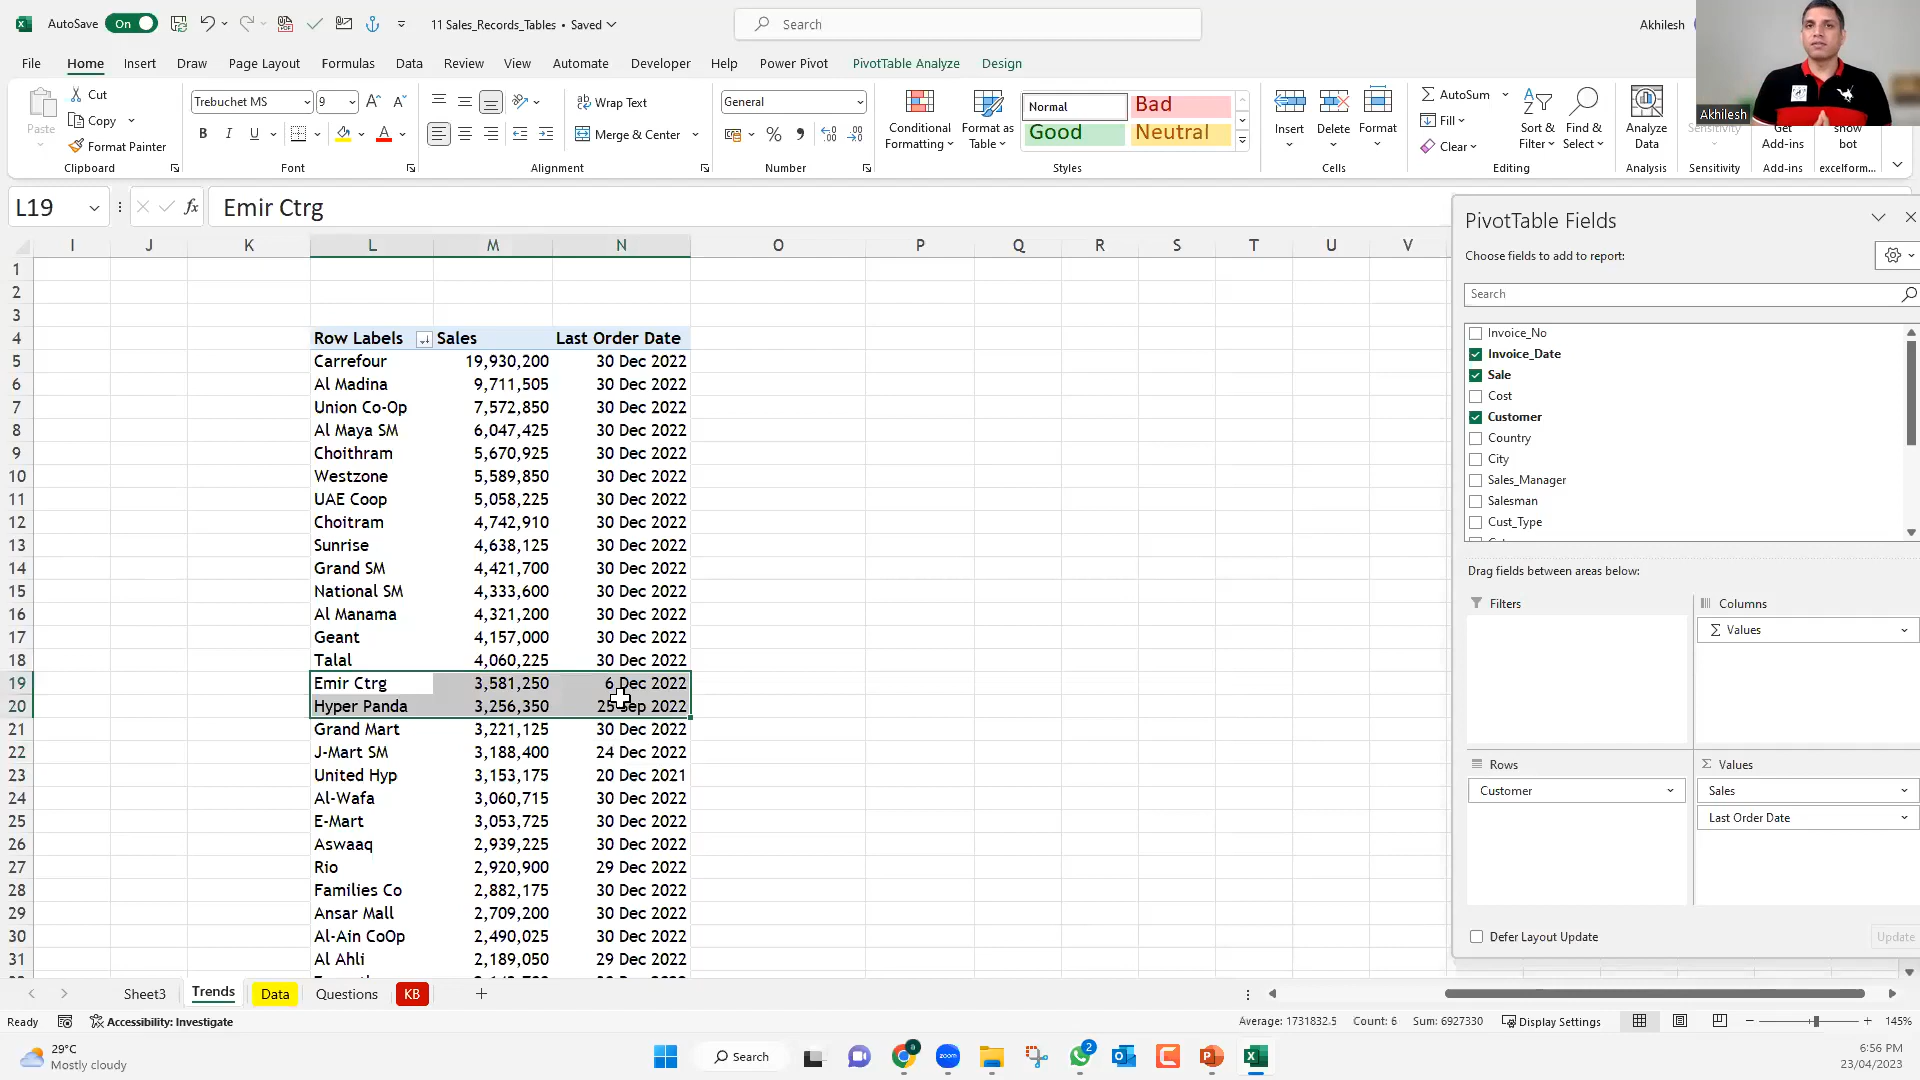 AutoSave On 11 Sales_Records_Tables • Saved Search Akhilesh
File Home Insert Draw Page Layout Formulas Data Review View Automate Developer Help Power Pivot PivotTable Analyze Design
Paste Cut Copy Format Painter
Clipboard
Trebuchet MS 9
B I U A
Font
Wrap Text
Merge & Center
Alignment
General
Number
Conditional Formatting
Format as Table
Normal Bad
Good Neutral
Styles
Insert Delete Format
Cells
AutoSum
Fill
Clear
Sort & Filter
Find & Select
Editing
Analyze Data
Analysis
Sensitivity
Sensitivity
Get Add-ins
Add-ins
show bot
excelform...
Akhilesh
L19 fx Emir Ctrg
I J K L M N O P Q R S T U V
1
2
3
4 Row Labels Sales Last Order Date
5 Carrefour 19,930,200 30 Dec 2022
6 Al Madina 9,711,505 30 Dec 2022
7 Union Co-Op 7,572,850 30 Dec 2022
8 Al Maya SM 6,047,425 30 Dec 2022
9 Choithram 5,670,925 30 Dec 2022
10 Westzone 5,589,850 30 Dec 2022
11 UAE Coop 5,058,225 30 Dec 2022
12 Choitram 4,742,910 30 Dec 2022
13 Sunrise 4,638,125 30 Dec 2022
14 Grand SM 4,421,700 30 Dec 2022
15 National SM 4,333,600 30 Dec 2022
16 Al Manama 4,321,200 30 Dec 2022
17 Geant 4,157,000 30 Dec 2022
18 Talal 4,060,225 30 Dec 2022
19 Emir Ctrg 3,581,250 6 Dec 2022
20 Hyper Panda 3,256,350 25 Sep 2022
21 Grand Mart 3,221,125 30 Dec 2022
22 J-Mart SM 3,188,400 24 Dec 2022
23 United Hyp 3,153,175 20 Dec 2021
24 Al-Wafa 3,060,715 30 Dec 2022
25 E-Mart 3,053,725 30 Dec 2022
26 Aswaaq 2,939,225 30 Dec 2022
27 Rio 2,920,900 29 Dec 2022
28 Families Co 2,882,175 30 Dec 2022
29 Ansar Mall 2,709,200 30 Dec 2022
30 Al-Ain CoOp 2,490,025 30 Dec 2022
31 Al Ahli 2,189,050 29 Dec 2022
PivotTable Fields
Choose fields to add to report:
Search
Invoice_No
Invoice_Date
Sale
Cost
Customer
Country
City
Sales_Manager
Salesman
Cust_Type
Drag fields between areas below:
Filters
Columns
Σ Values
Rows
Customer
Σ Values
Sales
Last Order Date
Defer Layout Update Update
Sheet3 Trends Data Questions KB
Ready Accessibility: Investigate Average: 1731832.5 Count: 6 Sum: 6927330 Display Settings 145%
29°C
Mostly cloudy
Search
a
zoom
2
6:56 PM
23/04/2023